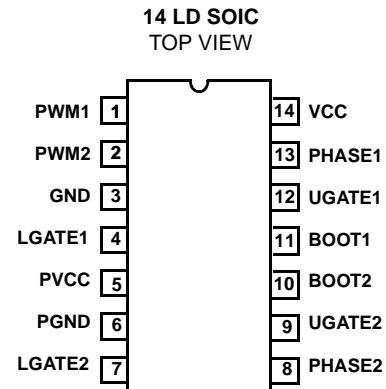 14 LD SOIC
TOP VIEW
PWM1 1 14 VCC
PWM2 2 13 PHASE1
GND 3 12 UGATE1
LGATE1 4 11 BOOT1
PVCC 5 10 BOOT2
PGND 6 9 UGATE2
LGATE2 7 8 PHASE2